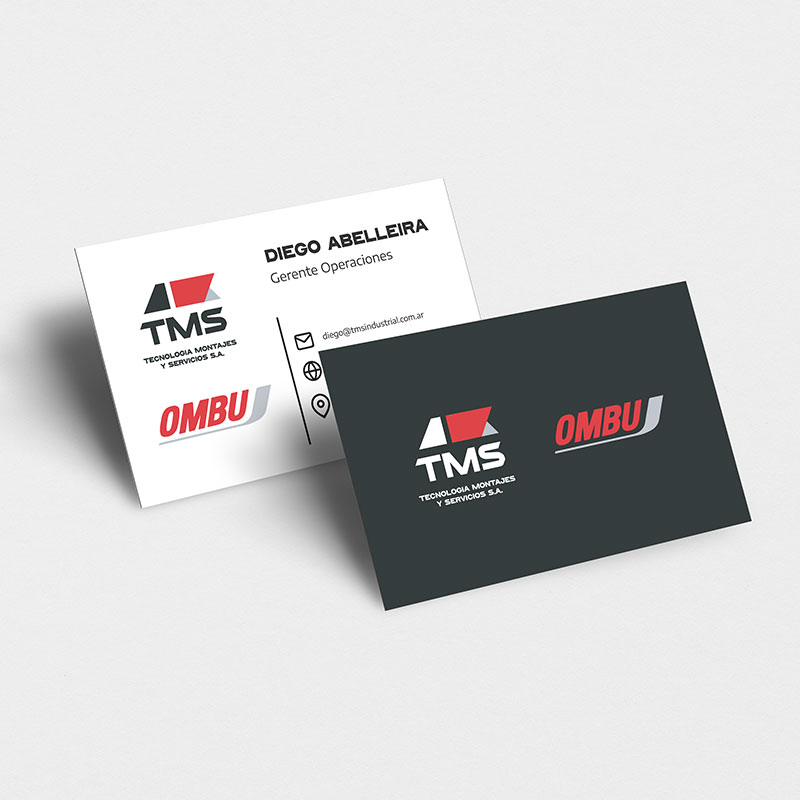 DIEGO ABELLEIRA
Gerente Operaciones
TMS
TECNOLOGIA MONTAJES
Y SERVICIOS S.A.
OMBU
diego@tmsindustrial.com.ar
TMS
TECNOLOGIA MONTAJES
Y SERVICIOS S.A.
OMBU